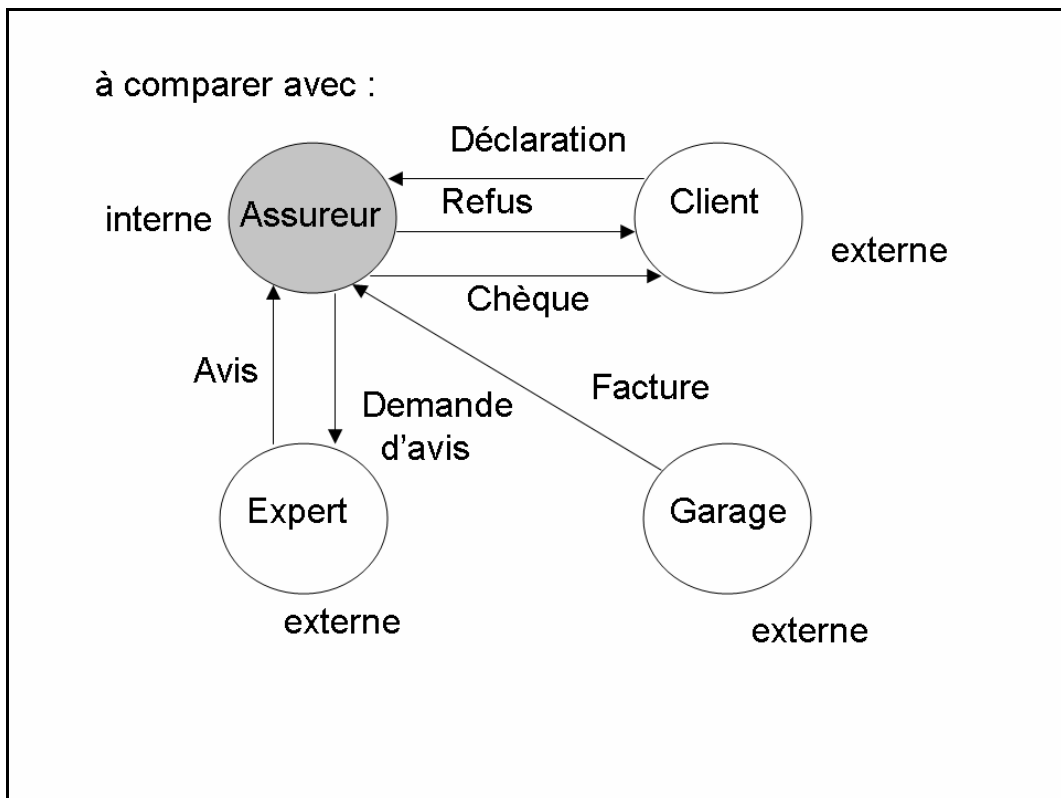 à comparer avec :
Déclaration
Assureur
Refus
Client
interne
externe
Chèque
Avis
Facture
Demande
d’avis
Expert
Garage
externe
externe